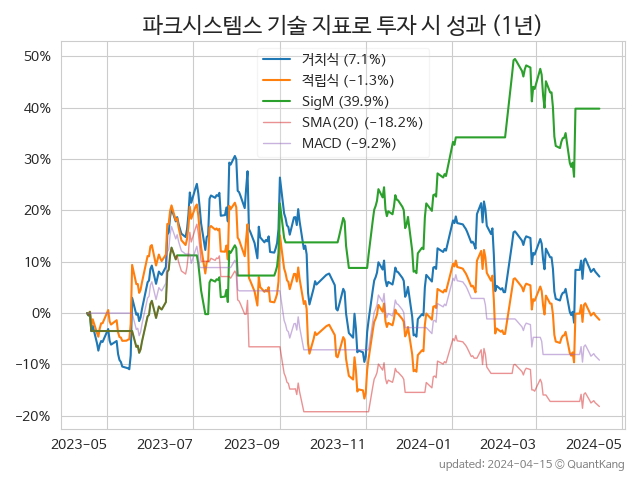 파크시스템스 기술 지표로 투자 시 성과 (1년)
거치식 (7.1%)
적립식 (−1.3%)
SigM (39.9%)
SMA(20) (−18.2%)
MACD (−9.2%)
50%
40%
30%
20%
10%
0%
−10%
−20%
2023-05 2023-07 2023-09 2023-11 2024-01 2024-03 2024-05
updated: 2024-04-15 © QuantKang